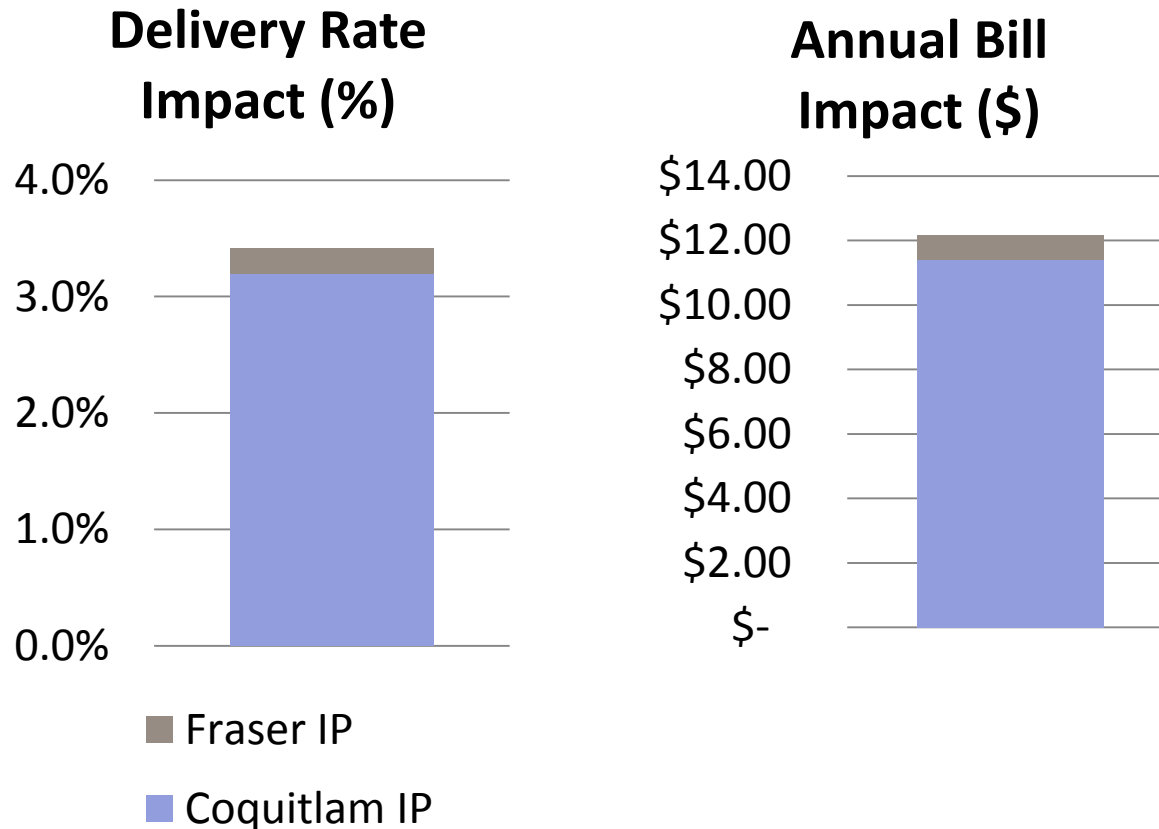 Delivery Rate
Impact (%)
4.0%
3.0%
2.0%
1.0%
0.0%
Fraser IP
Coquitlam IP
Annual Bill
Impact ($)
$14.00
$12.00
$10.00
$8.00
$6.00
$4.00
$2.00
$-